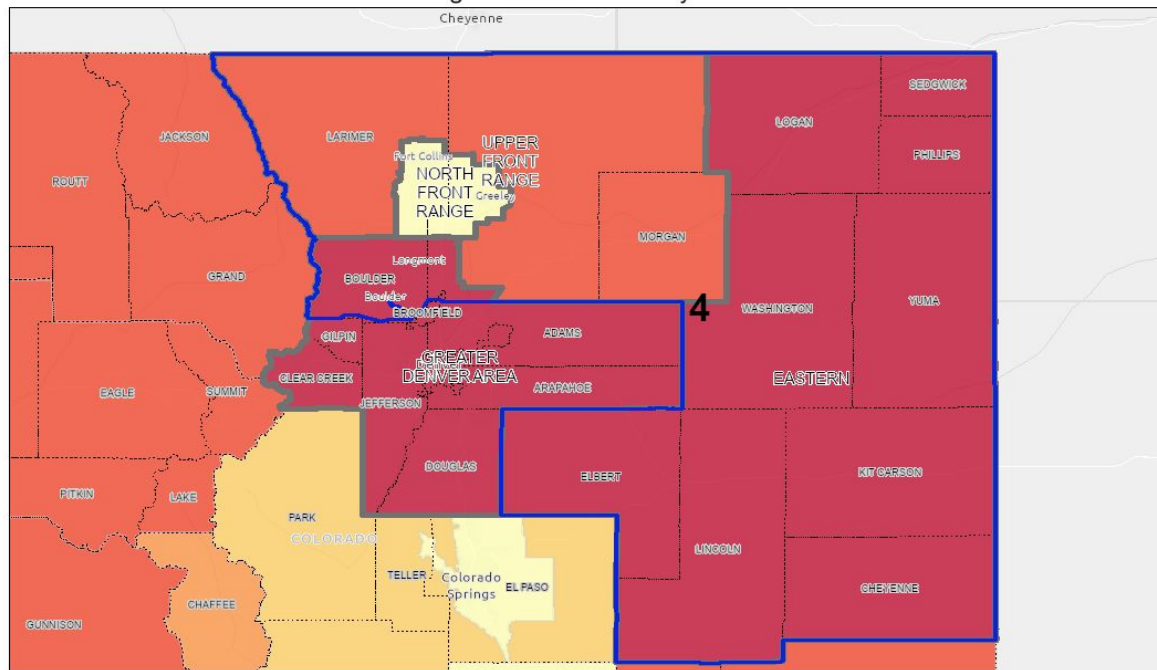 Cheyenne
SEDGWICK
LOGAN
JACKSON
LARIMER
UPPER
FRONT
RANGE
PHILLIPS
Fort Collins
ROUTT
NORTH
FRONT
RANGE
Greeley
MORGAN
Longmont
GRAND
BOULDER
Boulder
BROOMFIELD
4
WASHINGTON
YUMA
GILPIN
ADAMS
GREATER
DENVER AREA
EASTERN
CLEAR CREEK
EAGLE
SUMMIT
JEFFERSON
ARAPAHOE
DOUGLAS
ELBERT
KIT CARSON
PITKIN
LAKE
PARK
COLORADO
LINCOLN
TELLER
Colorado
Springs
EL PASO
CHEYENNE
CHAFFEE
GUNNISON